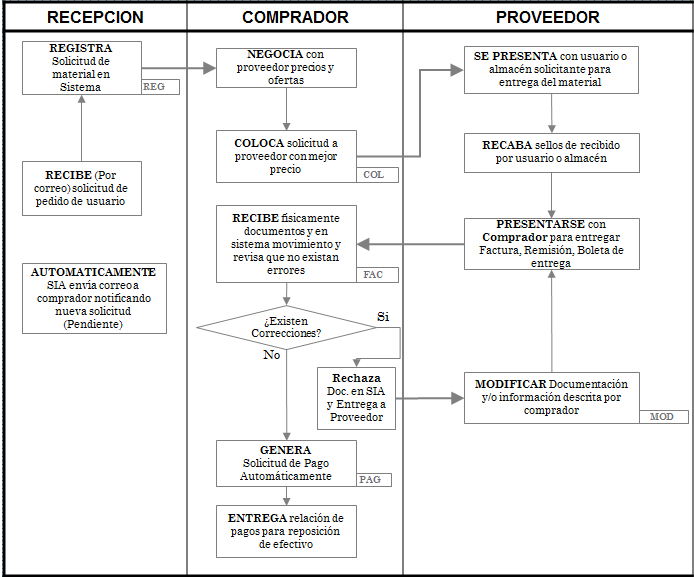 RECEPCION
COMPRADOR
PROVEEDOR
REGISTRA
Solicitud de
material en
Sistema
REG
RECIBE (Por
correo) solicitud de
pedido de usuario
AUTOMATICAMENTE
SIA envía correo a
comprador notificando
nueva solicitud
(Pendiente)
NEGOCIA con
proveedor precios y
ofertas
COLOCA solicitud a
proveedor con mejor
precio
COL
RECIBE fisicamente
documentos y en
sistema movimiento y
revisa que no existan
errores
FAC
¿Existen
Correcciones?
Si
No
Rechaza
Doc. en SIA
y Entrega a
Proveedor
GENERA
Solicitud de Pago
Automáticamente
PAG
ENTREGA relación de
pagos para reposición
de efectivo
SE PRESENTA con usuario o
almacén solicitante para
entrega del material
RECABA sellos de recibido
por usuario o almacén
PRESENTARSE con
Comprador para entregar
Factura, Remisión, Boleta de
entrega
MODIFICAR Documentación
y/o información descrita por
comprador
MOD